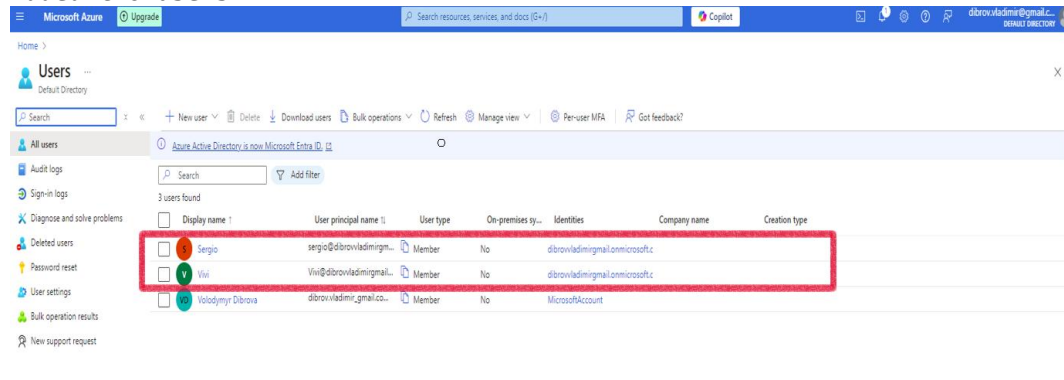 Microsoft Azure Upgrade Search resources, services, and docs (G+/) Copilot dibrov.vladimir@gmail.c...
DEFAULT DIRECTORY
Home >
Users ...
Default Directory
Search
New user Delete Download users Bulk operations Refresh Manage view Per-user MFA Got feedback?
All users
Azure Active Directory is now Microsoft Entra ID.
Audit logs
Search Add filter
Sign-in logs
3 users found
Diagnose and solve problems
Display name ↑ User principal name ↑↓ User type On-premises sy... Identities Company name Creation type
Deleted users
S Sergio sergio@dibrovvladimirgm... Member No dibrovvladimirgmail.onmicrosoft.c
Password reset
V Vivi Vivi@dibrovvladimirgmail... Member No dibrovvladimirgmail.onmicrosoft.c
User settings
VD Volodymyr Dibrova dibrov.vladimir_gmail.co... Member No MicrosoftAccount
Bulk operation results
New support request